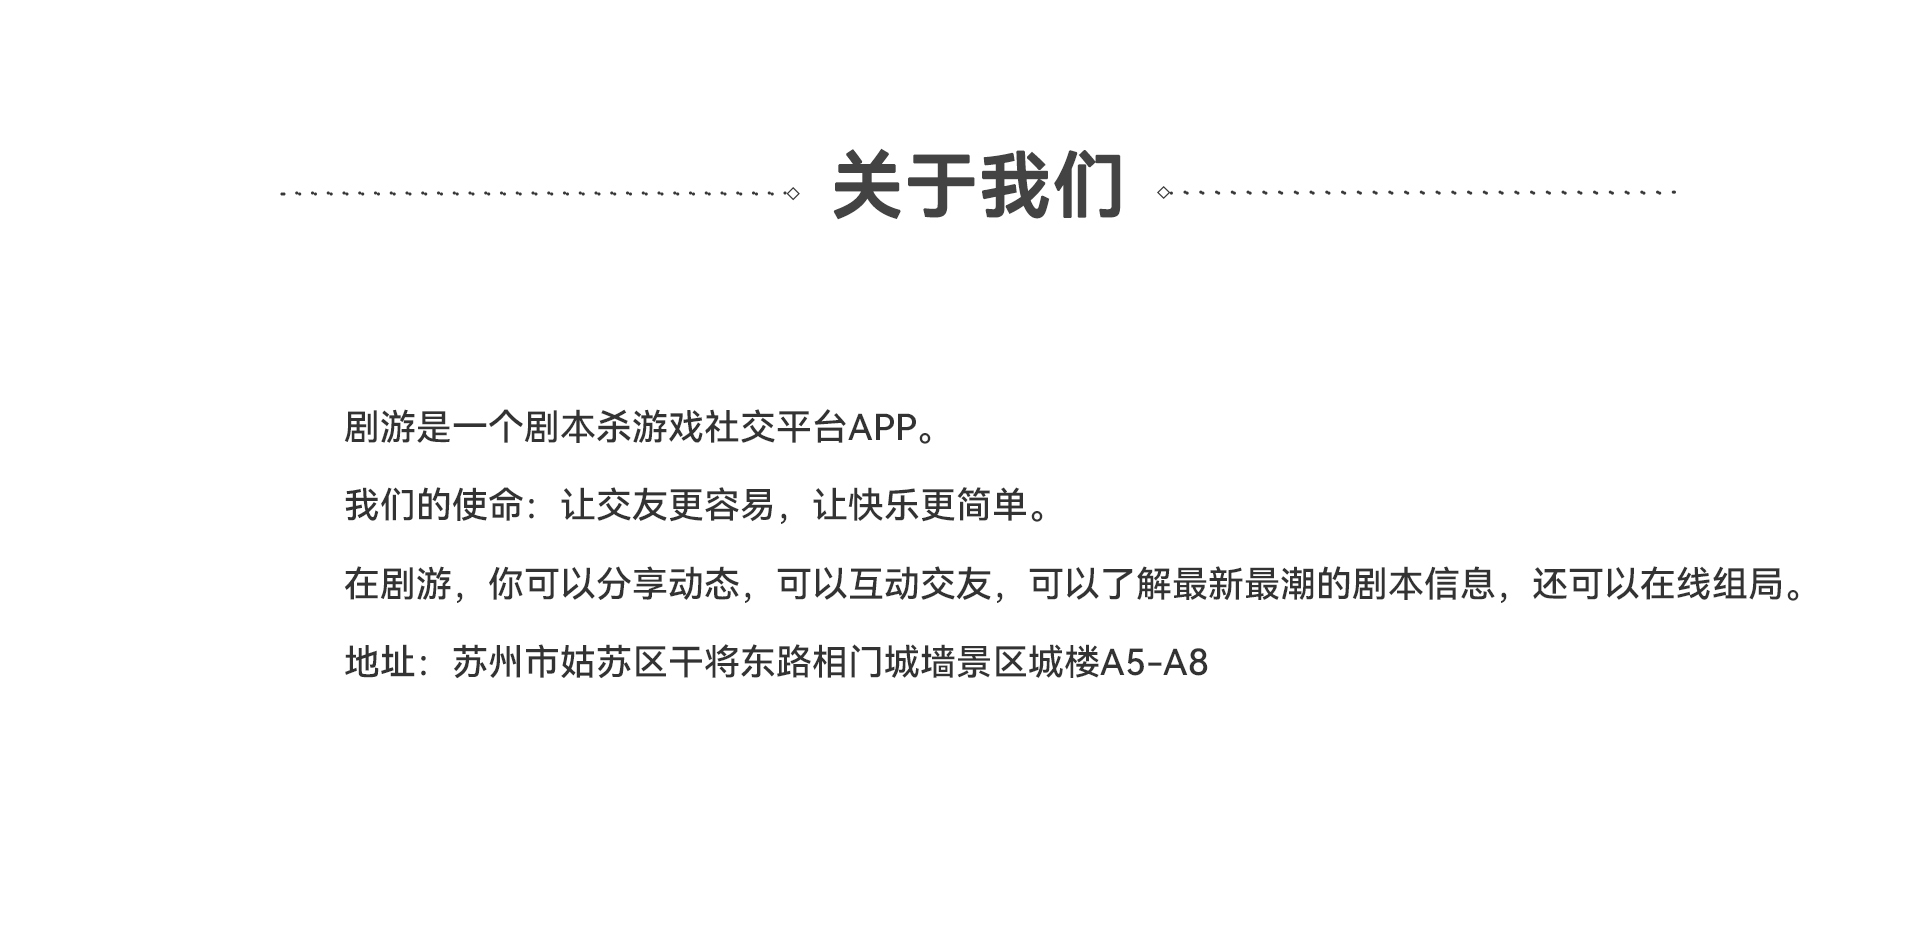 关于我们
剧游是一个剧本杀游戏社交平台APP。
我们的使命：让交友更容易，让快乐更简单。
在剧游，你可以分享动态，可以互动交友，可以了解最新最潮的剧本信息，还可以在线组局。
地址：苏州市姑苏区干将东路相门城墙景区城楼A5-A8